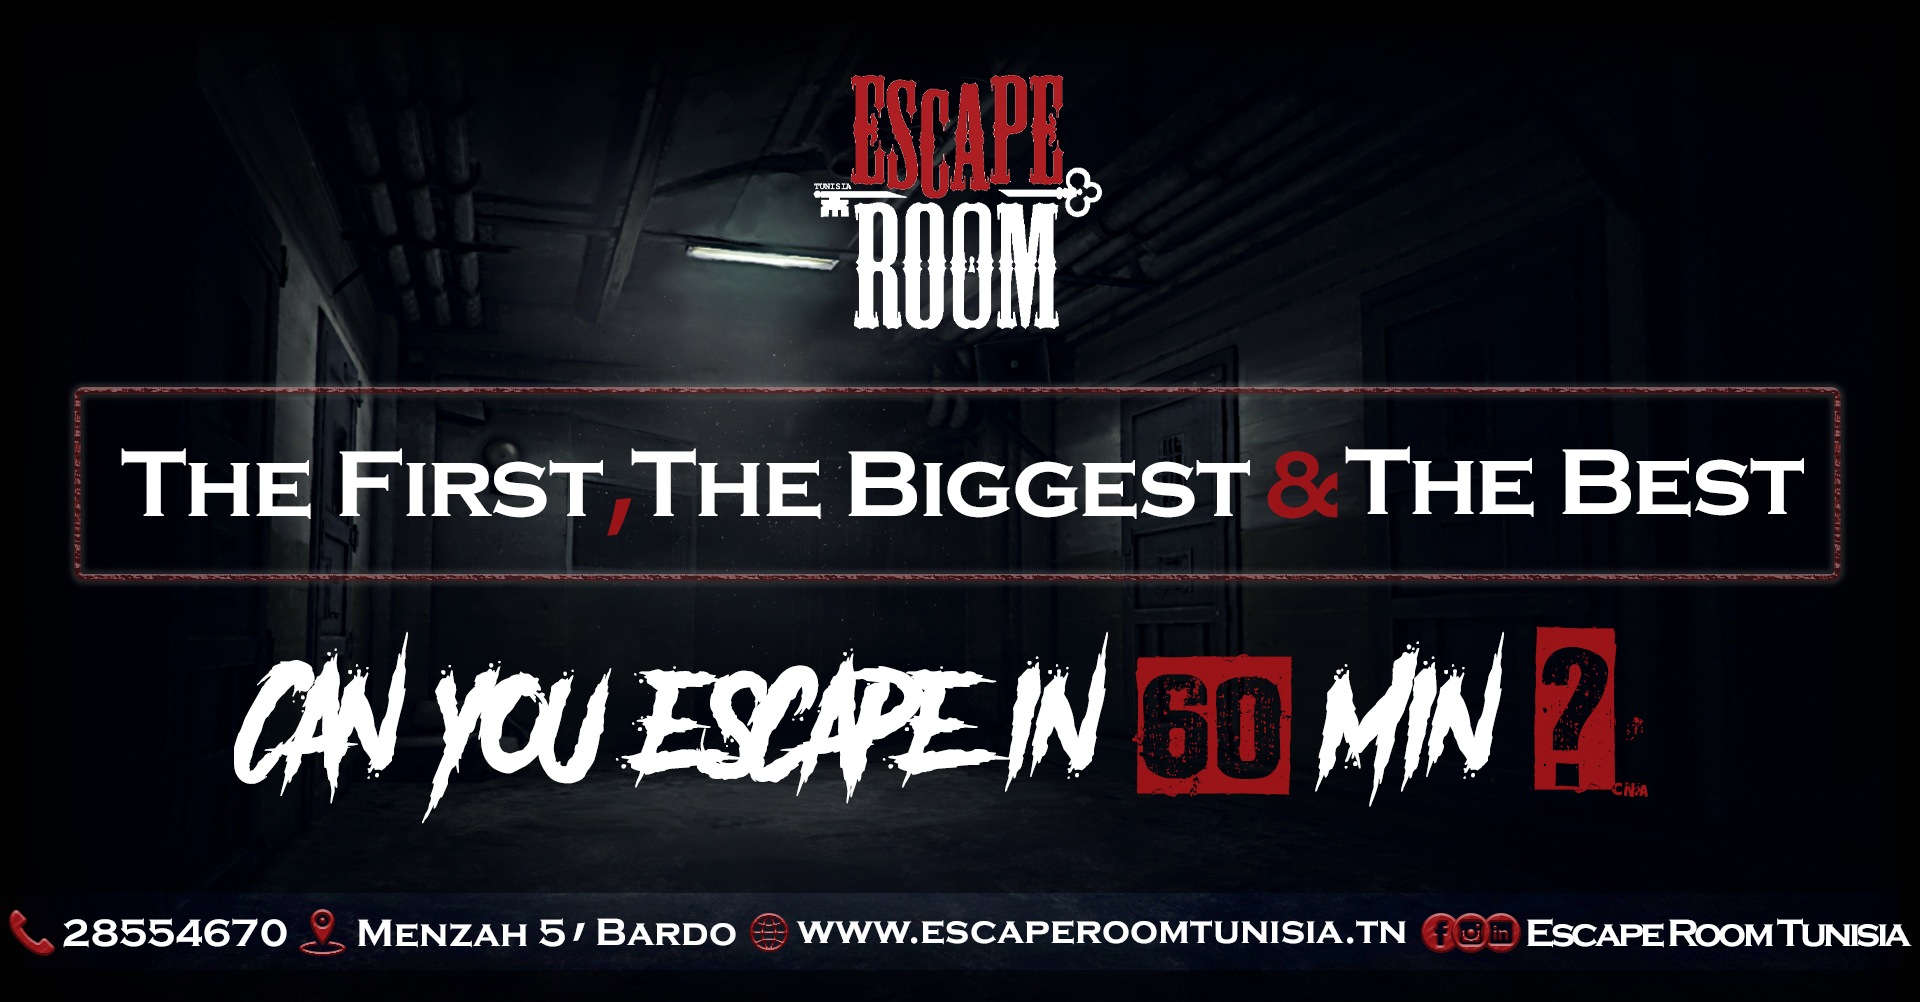 ESCAPE
TUNISIA
ROOM
The First,The Biggest & The Best
CAN YOU ESCAPE IN 60 MIN ?
CNA
28554670 Menzah 5/ Bardo www.escaperoomtunisia.tn Escape Room Tunisia